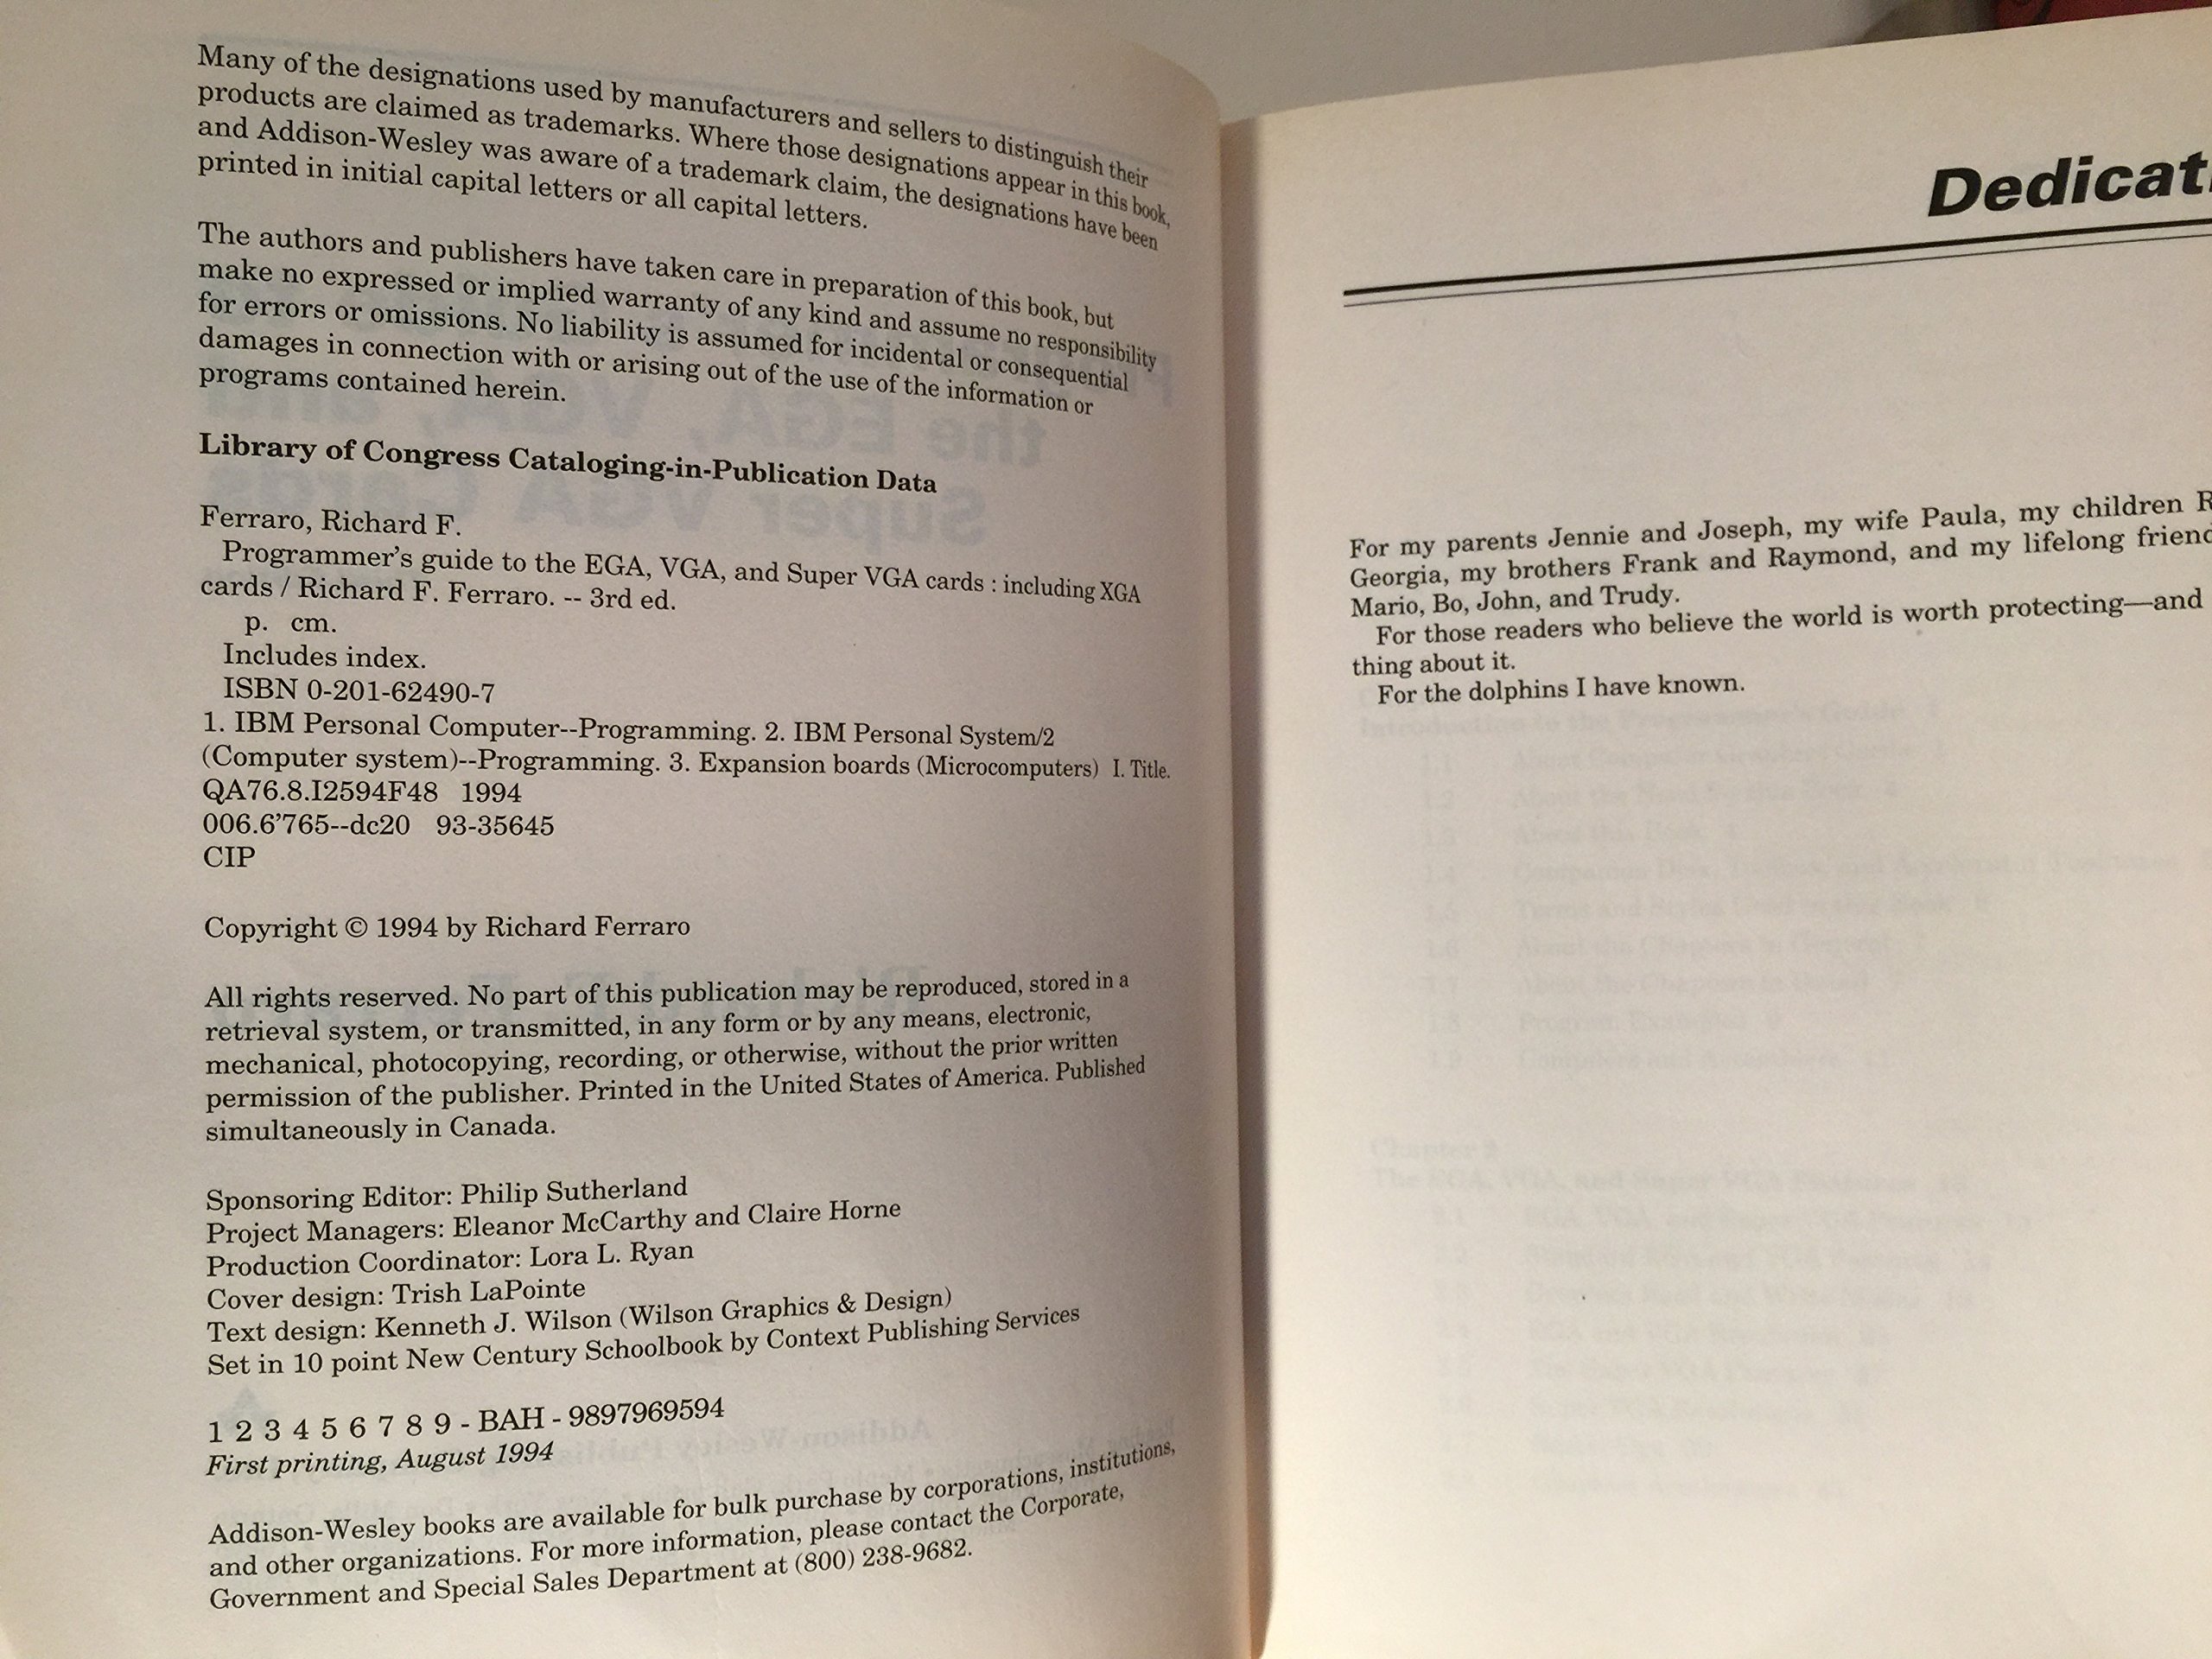 Many of the designations used by manufacturers and sellers to distinguish their
products are claimed as trademarks. Where those designations appear in this book,
and Addison-Wesley was aware of a trademark claim, the designations have been
printed in initial capital letters or all capital letters.
The authors and publishers have taken care in preparation of this book, but
make no expressed or implied warranty of any kind and assume no responsibility
for errors or omissions. No liability is assumed for incidental or consequential
damages in connection with or arising out of the use of the information or
programs contained herein.
Library of Congress Cataloging-in-Publication Data
Ferraro, Richard F.
Programmer's guide to the EGA, VGA, and Super VGA cards : including XGA
cards / Richard F. Ferraro. -- 3rd ed.
p. cm.
Includes index.
ISBN 0-201-62490-7
1. IBM Personal Computer--Programming. 2. IBM Personal System/2
(Computer system)--Programming. 3. Expansion boards (Microcomputers) I. Title.
QA76.8.I2594F48 1994
006.6'765--dc20 93-35645
CIP
Copyright © 1994 by Richard Ferraro
All rights reserved. No part of this publication may be reproduced, stored in a
retrieval system, or transmitted, in any form or by any means, electronic,
mechanical, photocopying, recording, or otherwise, without the prior written
permission of the publisher. Printed in the United States of America. Published
simultaneously in Canada.
Sponsoring Editor: Philip Sutherland
Project Managers: Eleanor McCarthy and Claire Horne
Production Coordinator: Lora L. Ryan
Cover design: Trish LaPointe
Text design: Kenneth J. Wilson (Wilson Graphics & Design)
Set in 10 point New Century Schoolbook by Context Publishing Services
1 2 3 4 5 6 7 8 9 - BAH - 9897969594
First printing, August 1994
Addison-Wesley books are available for bulk purchase by corporations, institutions,
and other organizations. For more information, please contact the Corporate,
Government and Special Sales Department at (800) 238-9682.
Dedicat
For my parents Jennie and Joseph, my wife Paula, my children R
Georgia, my brothers Frank and Raymond, and my lifelong friend
Mario, Bo, John, and Trudy.
For those readers who believe the world is worth protecting—and
thing about it.
For the dolphins I have known.